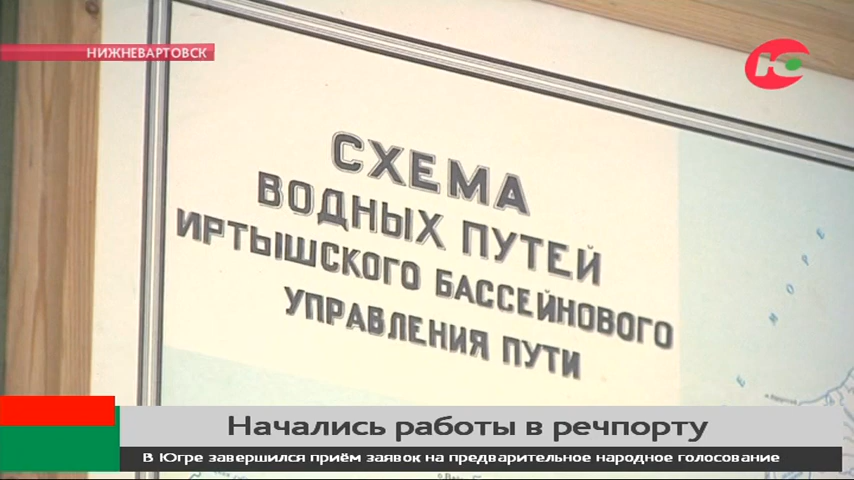 НИЖНЕВАРТОВСК
Ю
СХЕМА
ВОДНЫХ ПУТЕЙ
ИРТЫШСКОГО БАССЕЙНОВОГО
УПРАВЛЕНИЯ ПУТИ
Е МОРЕ
Начались работы в речпорту
В Югре завершился приём заявок на предварительное народное голосование